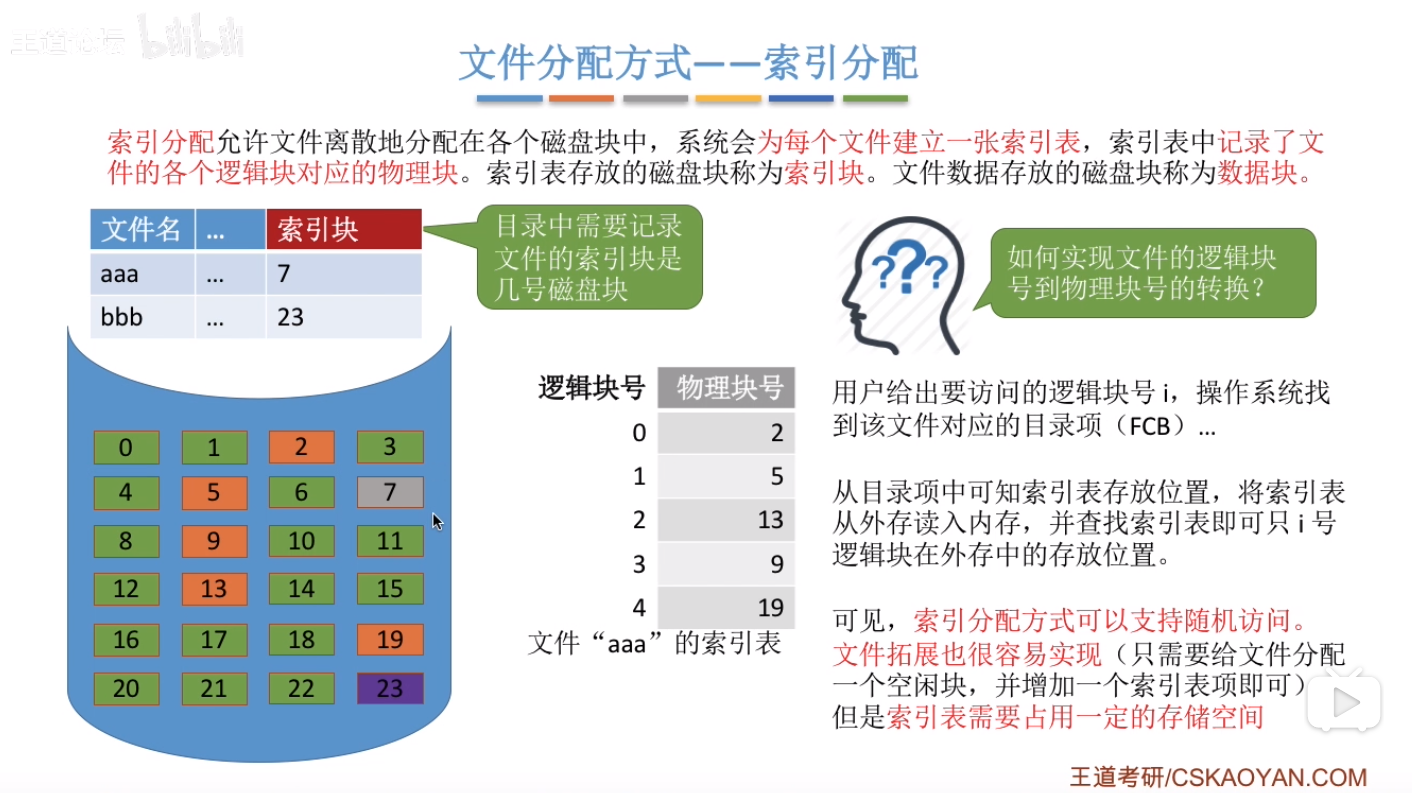 王道论坛 bilibili
文件分配方式——索引分配
索引分配允许文件离散地分配在各个磁盘块中，系统会为每个文件建立一张索引表，索引表中记录了文
件的各个逻辑块对应的物理块。索引表存放的磁盘块称为索引块。文件数据存放的磁盘块称为数据块。
文件名 ... 索引块
aaa ... 7
bbb ... 23
目录中需要记录
文件的索引块是
几号磁盘块
? ? ?
如何实现文件的逻辑块
号到物理块号的转换？
0 1 2 3
4 5 6 7
8 9 10 11
12 13 14 15
16 17 18 19
20 21 22 23
逻辑块号 物理块号
0 2
1 5
2 13
3 9
4 19
文件“aaa”的索引表
用户给出要访问的逻辑块号 i，操作系统找
到该文件对应的目录项（FCB）...
从目录项中可知索引表存放位置，将索引表
从外存读入内存，并查找索引表即可只 i 号
逻辑块在外存中的存放位置。
可见，索引分配方式可以支持随机访问。
文件拓展也很容易实现（只需要给文件分配
一个空闲块，并增加一个索引表项即可）
但是索引表需要占用一定的存储空间
王道考研/CSKAOYAN.COM